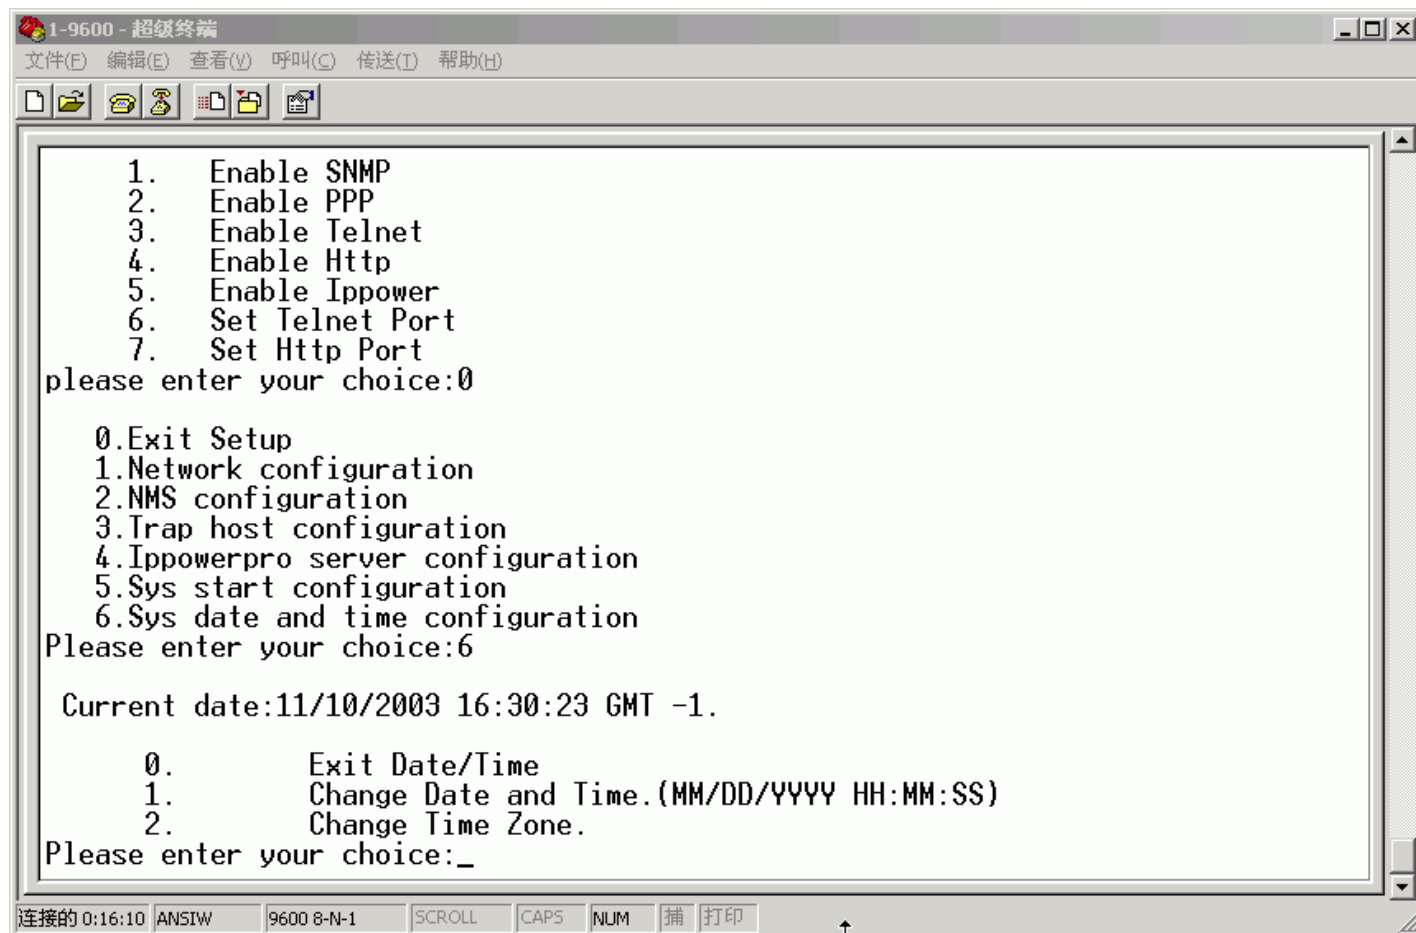 1-9600 - 超级终端
文件(F) 编辑(E) 查看(V) 呼叫(C) 传送(T) 帮助(H)
1. Enable SNMP
2. Enable PPP
3. Enable Telnet
4. Enable Http
5. Enable Ippower
6. Set Telnet Port
7. Set Http Port
please enter your choice:0
0.Exit Setup
1.Network configuration
2.NMS configuration
3.Trap host configuration
4.Ippowerpro server configuration
5.Sys start configuration
6.Sys date and time configuration
Please enter your choice:6
Current date:11/10/2003 16:30:23 GMT -1.
0. Exit Date/Time
1. Change Date and Time.(MM/DD/YYYY HH:MM:SS)
2. Change Time Zone.
Please enter your choice:_
连接的 0:16:10 ANSIW 9600 8-N-1 SCROLL CAPS NUM 捕 打印